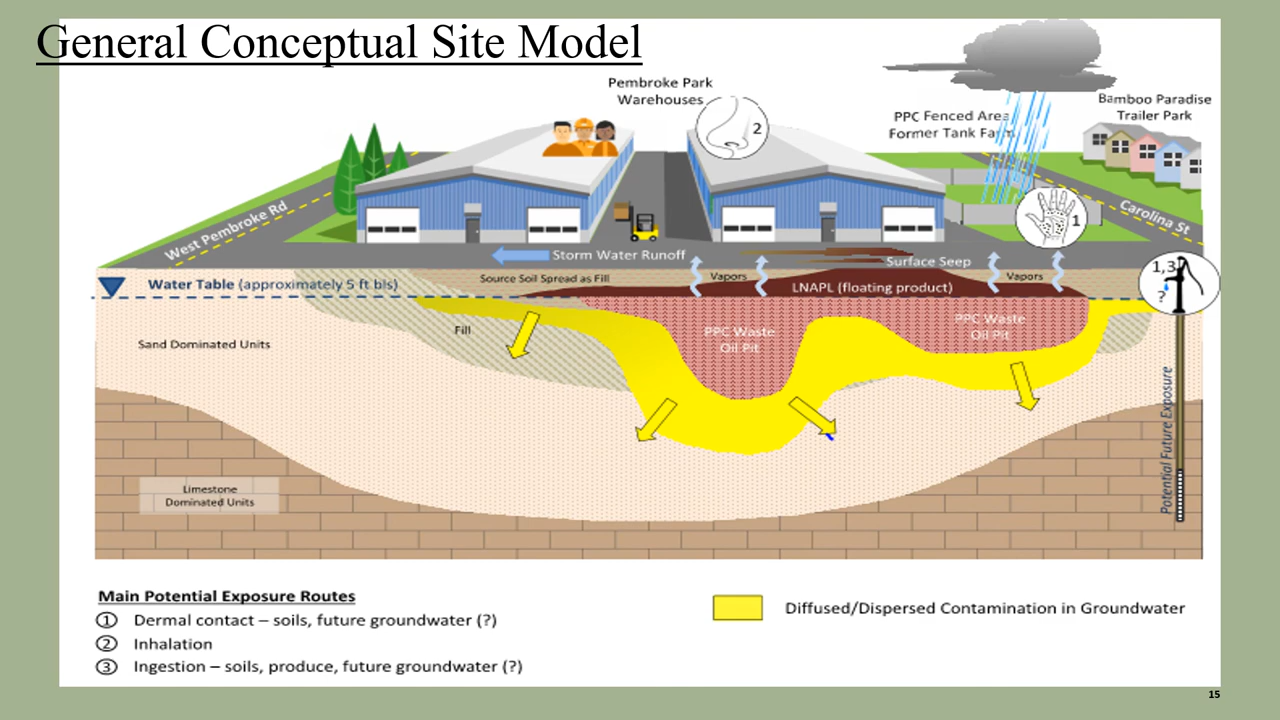 General Conceptual Site Model
Pembroke Park
Warehouses
2
PPC Fenced Area
Former Tank Farm
Bamboo Paradise
Trailer Park
1
West Pembroke Rd
Carolina St
Storm Water Runoff
Surface Seep
1,3
?
Water Table (approximately 5 ft bls)
Source Soil Spread as Fill
Vapors
LNAPL (floating product)
Vapors
Fill
PPC Waste
Oil Pit
PPC Waste
Oil Pit
Sand Dominated Units
Potential Future Exposure
Limestone
Dominated Units
Main Potential Exposure Routes
1 Dermal contact – soils, future groundwater (?)
2 Inhalation
3 Ingestion – soils, produce, future groundwater (?)
Diffused/Dispersed Contamination in Groundwater
15